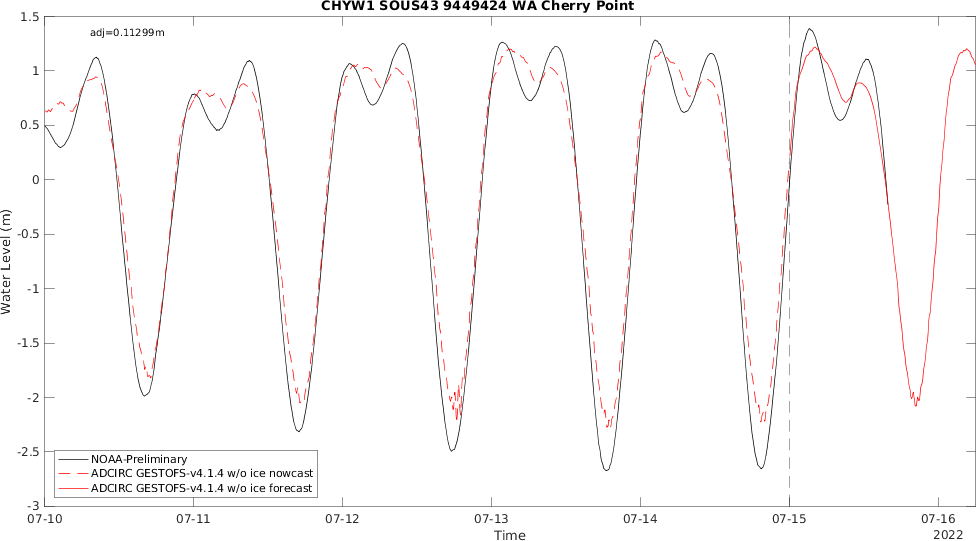 CHYW1 SOUS43 9449424 WA Cherry Point
adj=0.11299m
1.5
1
0.5
0
-0.5
-1
-1.5
-2
-2.5
-3
Water Level (m)
NOAA-Preliminary
ADCIRC GESTOFS-v4.1.4 w/o ice nowcast
ADCIRC GESTOFS-v4.1.4 w/o ice forecast
07-10 07-11 07-12 07-13 07-14 07-15 07-16
Time
2022